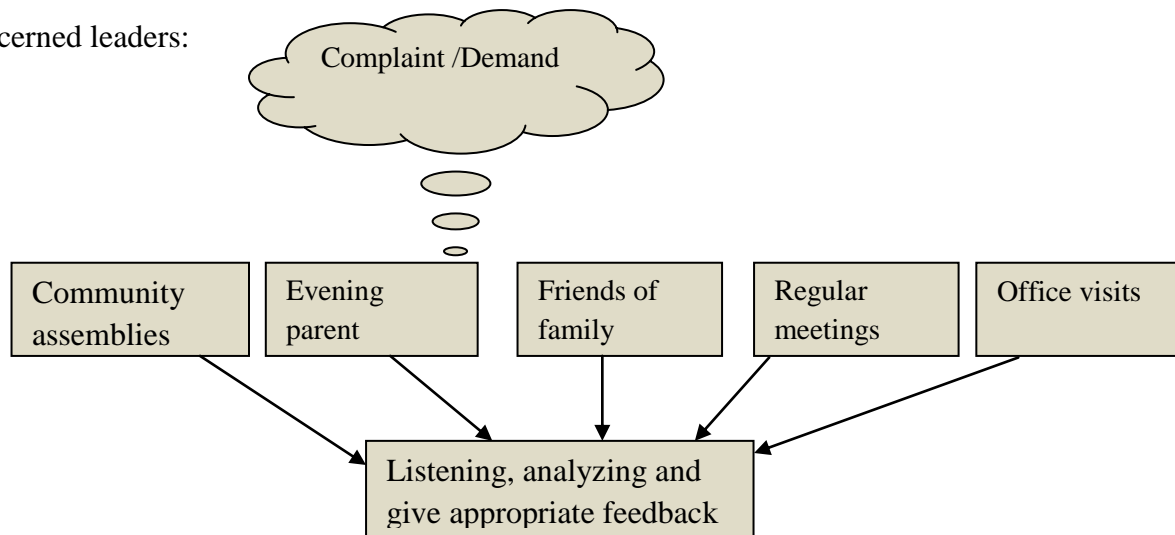 cerned leaders:
Complaint /Demand
Community
assemblies
Evening
parent
Friends of
family
Regular
meetings
Office visits
Listening, analyzing and
give appropriate feedback